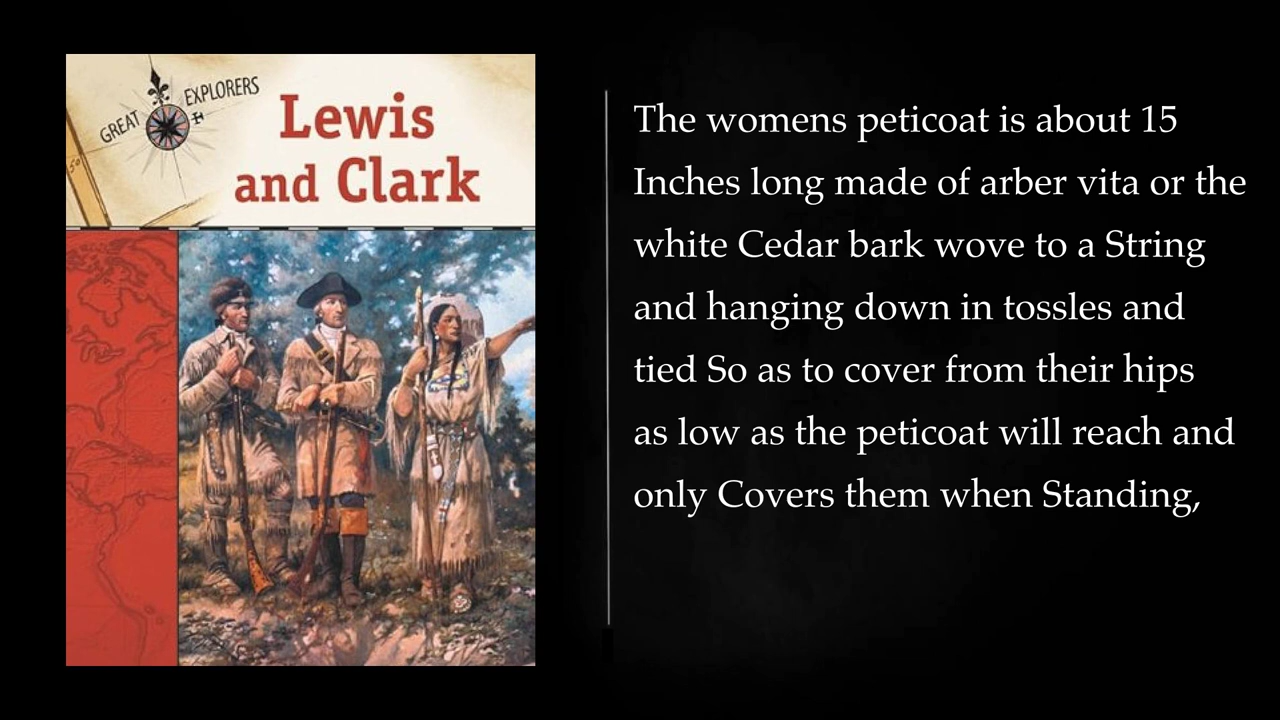 GREAT EXPLORERS
Lewis
and Clark
50
The womens peticoat is about 15
Inches long made of arber vita or the
white Cedar bark wove to a String
and hanging down in tossles and
tied So as to cover from their hips
as low as the peticoat will reach and
only Covers them when Standing,